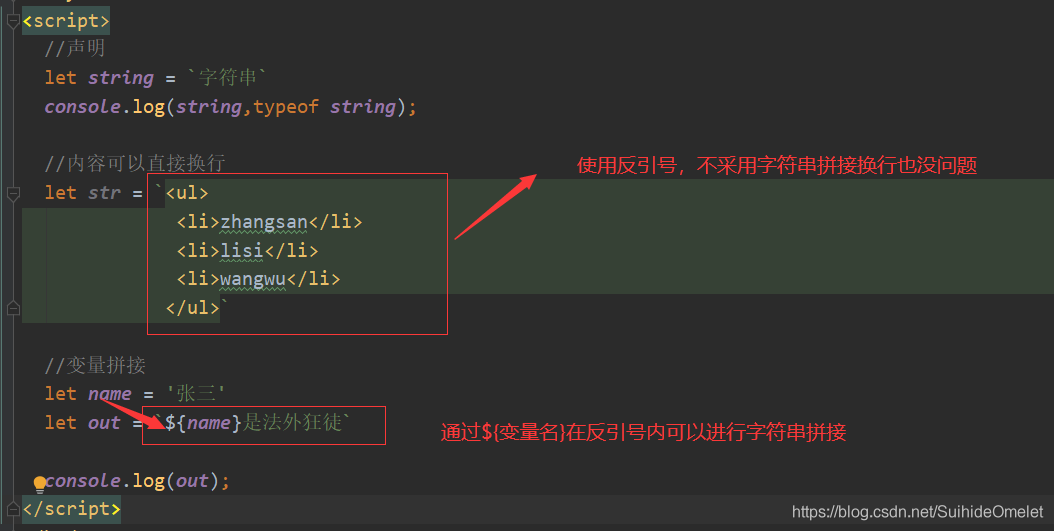 <script>
//声明
let string = `字符串`
console.log(string,typeof string);
//内容可以直接换行
使用反引号，不采用字符串拼接换行也没问题
let str = `<ul>
<li>zhangsan</li>
<li>lisi</li>
<li>wangwu</li>
</ul>`
//变量拼接
let name = '张三'
let out = `${name}是法外狂徒`
通过${变量名}在反引号内可以进行字符串拼接
console.log(out);
</script>
https://blog.csdn.net/SuihideOmelet